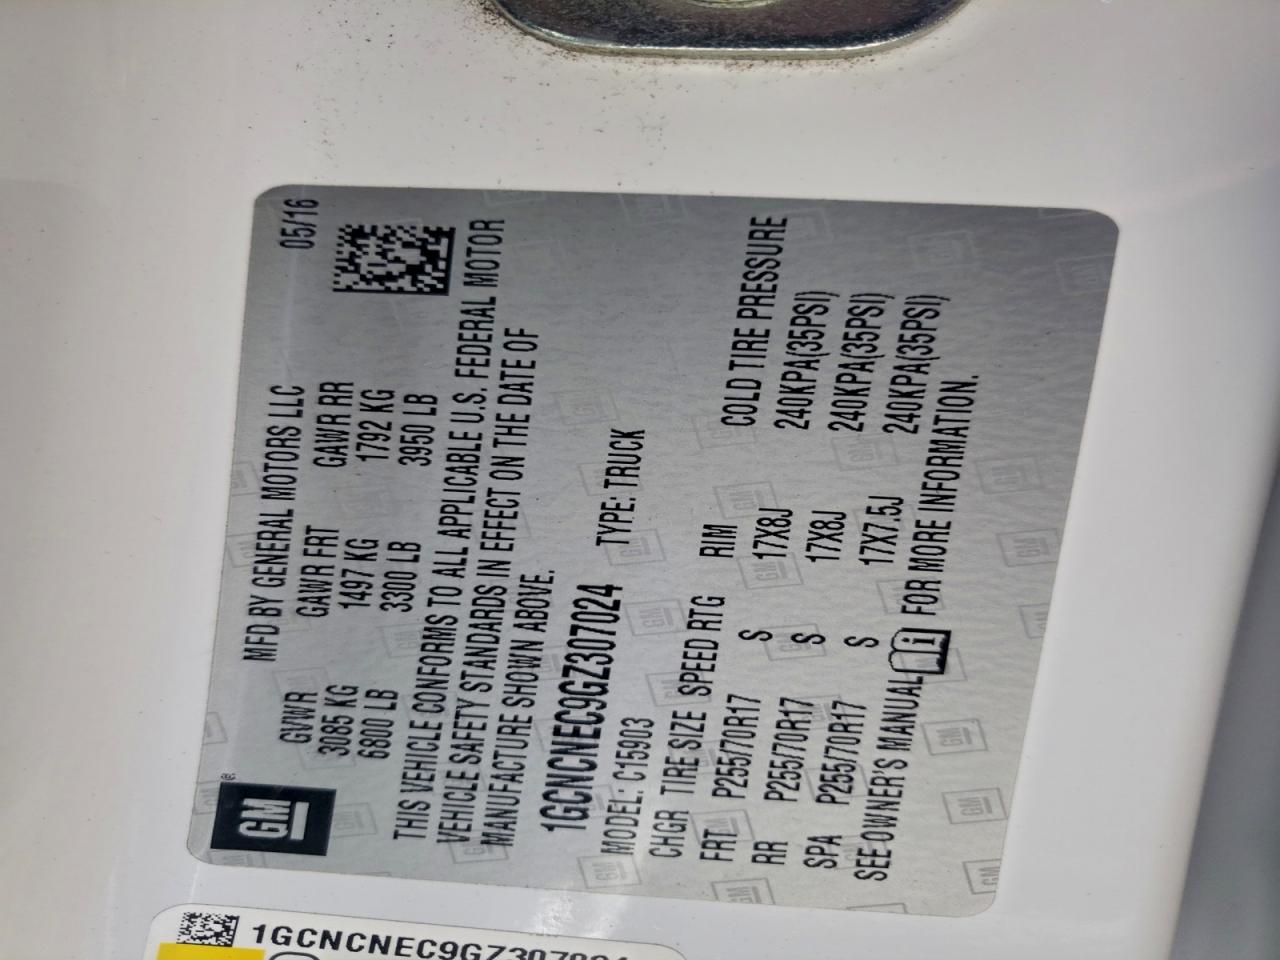 GM ®
MFD BY GENERAL MOTORS LLC 05/16
GVWR GAWR FRT GAWR RR
3085 KG 1497 KG 1792 KG
6800 LB 3300 LB 3950 LB
THIS VEHICLE CONFORMS TO ALL APPLICABLE U.S. FEDERAL MOTOR
VEHICLE SAFETY STANDARDS IN EFFECT ON THE DATE OF
MANUFACTURE SHOWN ABOVE.
1GCNCNEC9GZ307024 TYPE: TRUCK
MODEL: C15903
CHGR TIRE SIZE SPEED RTG RIM COLD TIRE PRESSURE
FRT P255/70R17 S 17X8J 240KPA(35PSI)
RR P255/70R17 S 17X8J 240KPA(35PSI)
SPA P255/70R17 S 17X7.5J 240KPA(35PSI)
SEE OWNER'S MANUAL FOR MORE INFORMATION.
1GCNCNEC9GZ307024